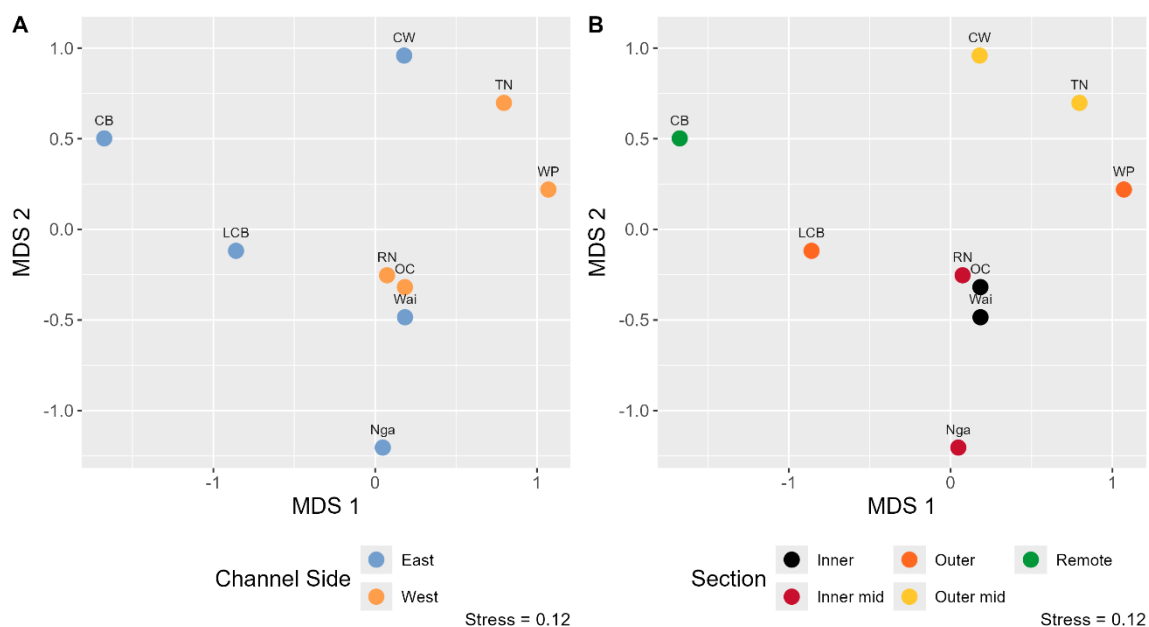 A
B
CW
CW
TN
TN
CB
CB
WP
WP
LCB
LCB
RN
RN
OC
OC
Wai
Wai
Nga
Nga
1.0
0.5
0.0
-0.5
-1.0
MDS 2
-1 0 1
MDS 1
1.0
0.5
0.0
-0.5
-1.0
MDS 2
-1 0 1
MDS 1
Channel Side
East
West
Stress = 0.12
Section
Inner Outer Remote
Inner mid Outer mid
Stress = 0.12